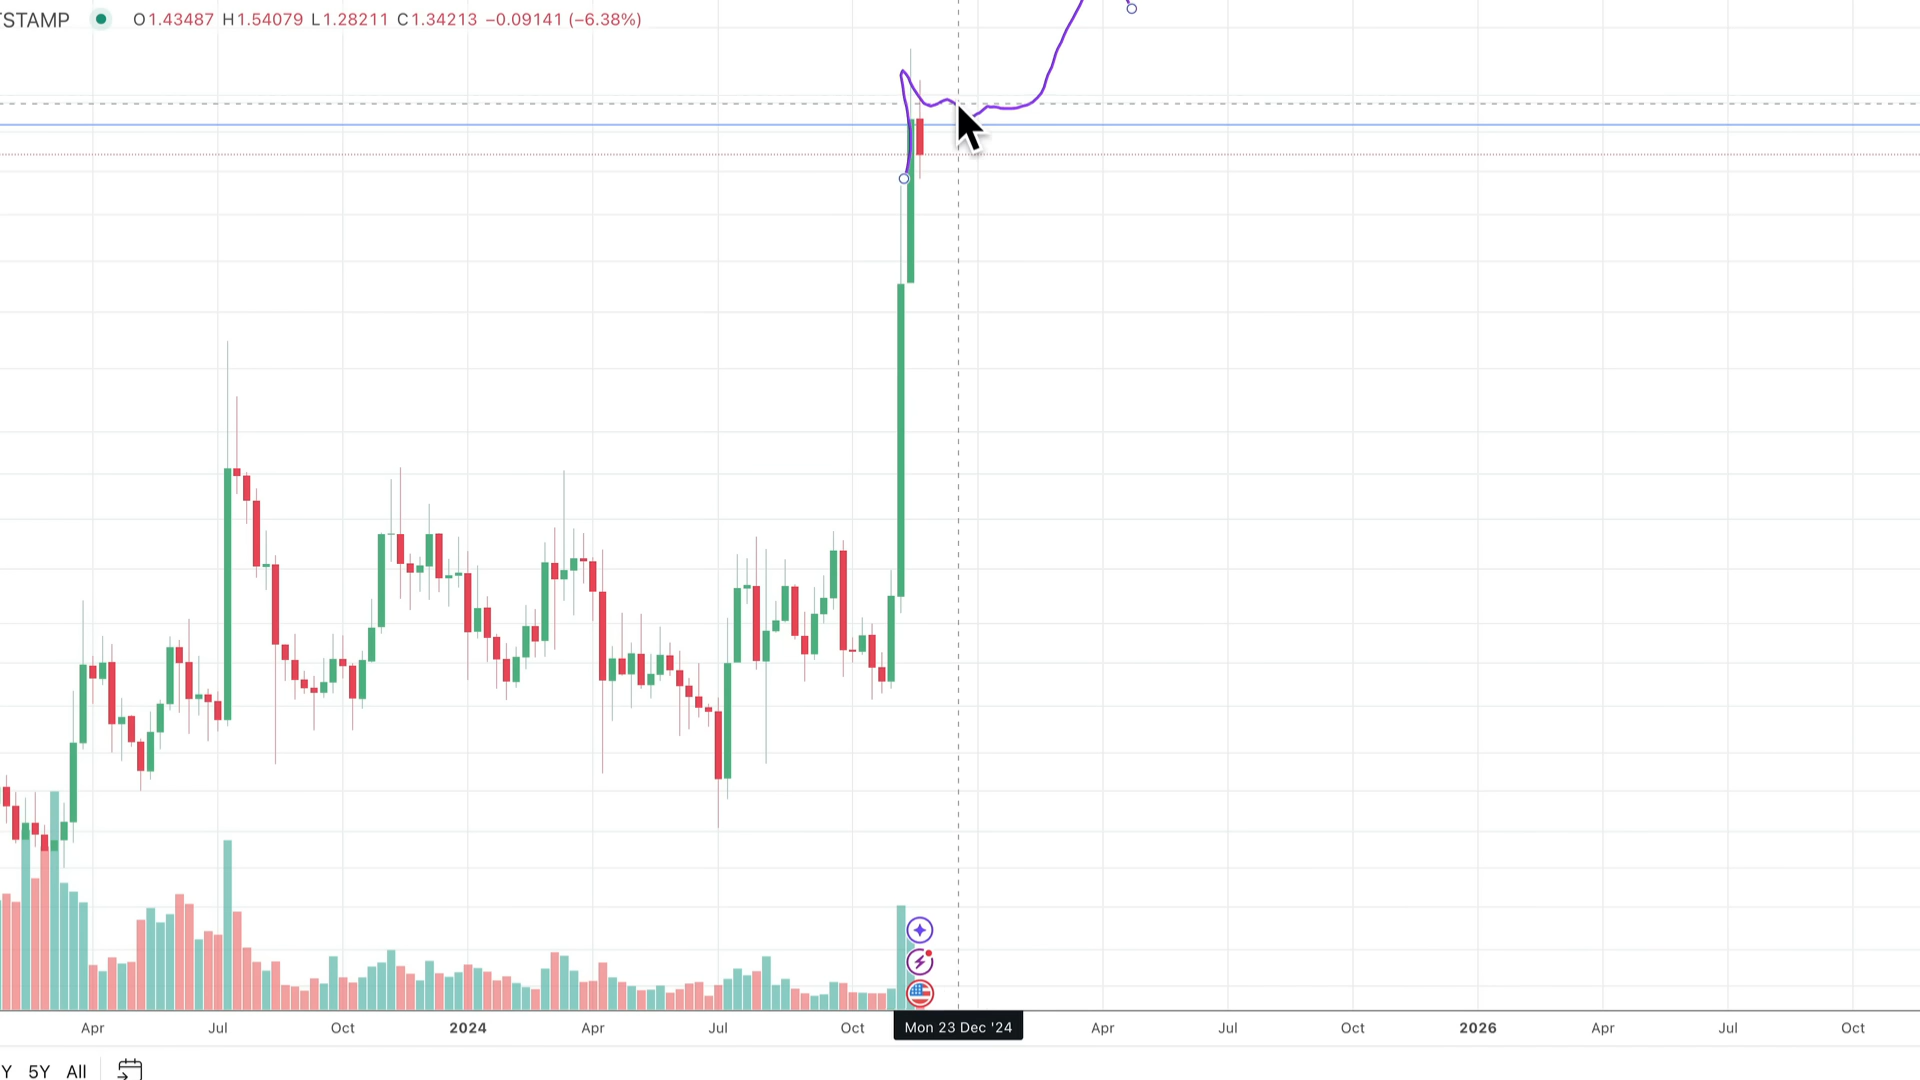 TSTAMP O1.43487 H1.54079 L1.28211 C1.34213 −0.09141 (−6.38%)
Apr Jul Oct 2024 Apr Jul Oct Mon 23 Dec '24 Apr Jul Oct 2026 Apr Jul Oct
Y 5Y All